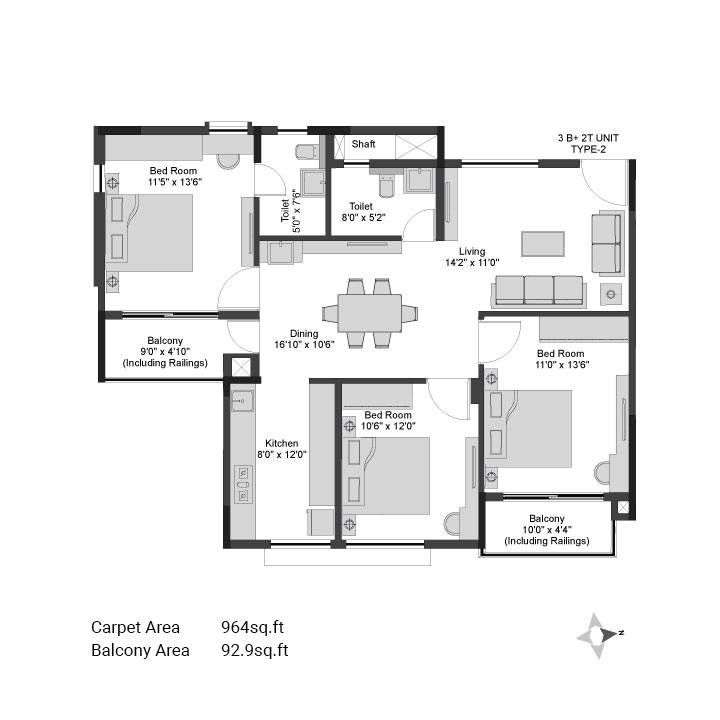 3 B+ 2T UNIT
TYPE-2
Shaft
Bed Room
11'5" x 13'6"
Toilet
5'0" x 7'6"
Toilet
8'0" x 5'2"
Living
14'2" x 11'0"
Dining
16'10" x 10'6"
Balcony
9'0" x 4'10"
(Including Railings)
Bed Room
11'0" x 13'6"
Bed Room
10'6" x 12'0"
Kitchen
8'0" x 12'0"
Balcony
10'0" x 4'4"
(Including Railings)
Carpet Area 964sq.ft
Balcony Area 92.9sq.ft
N